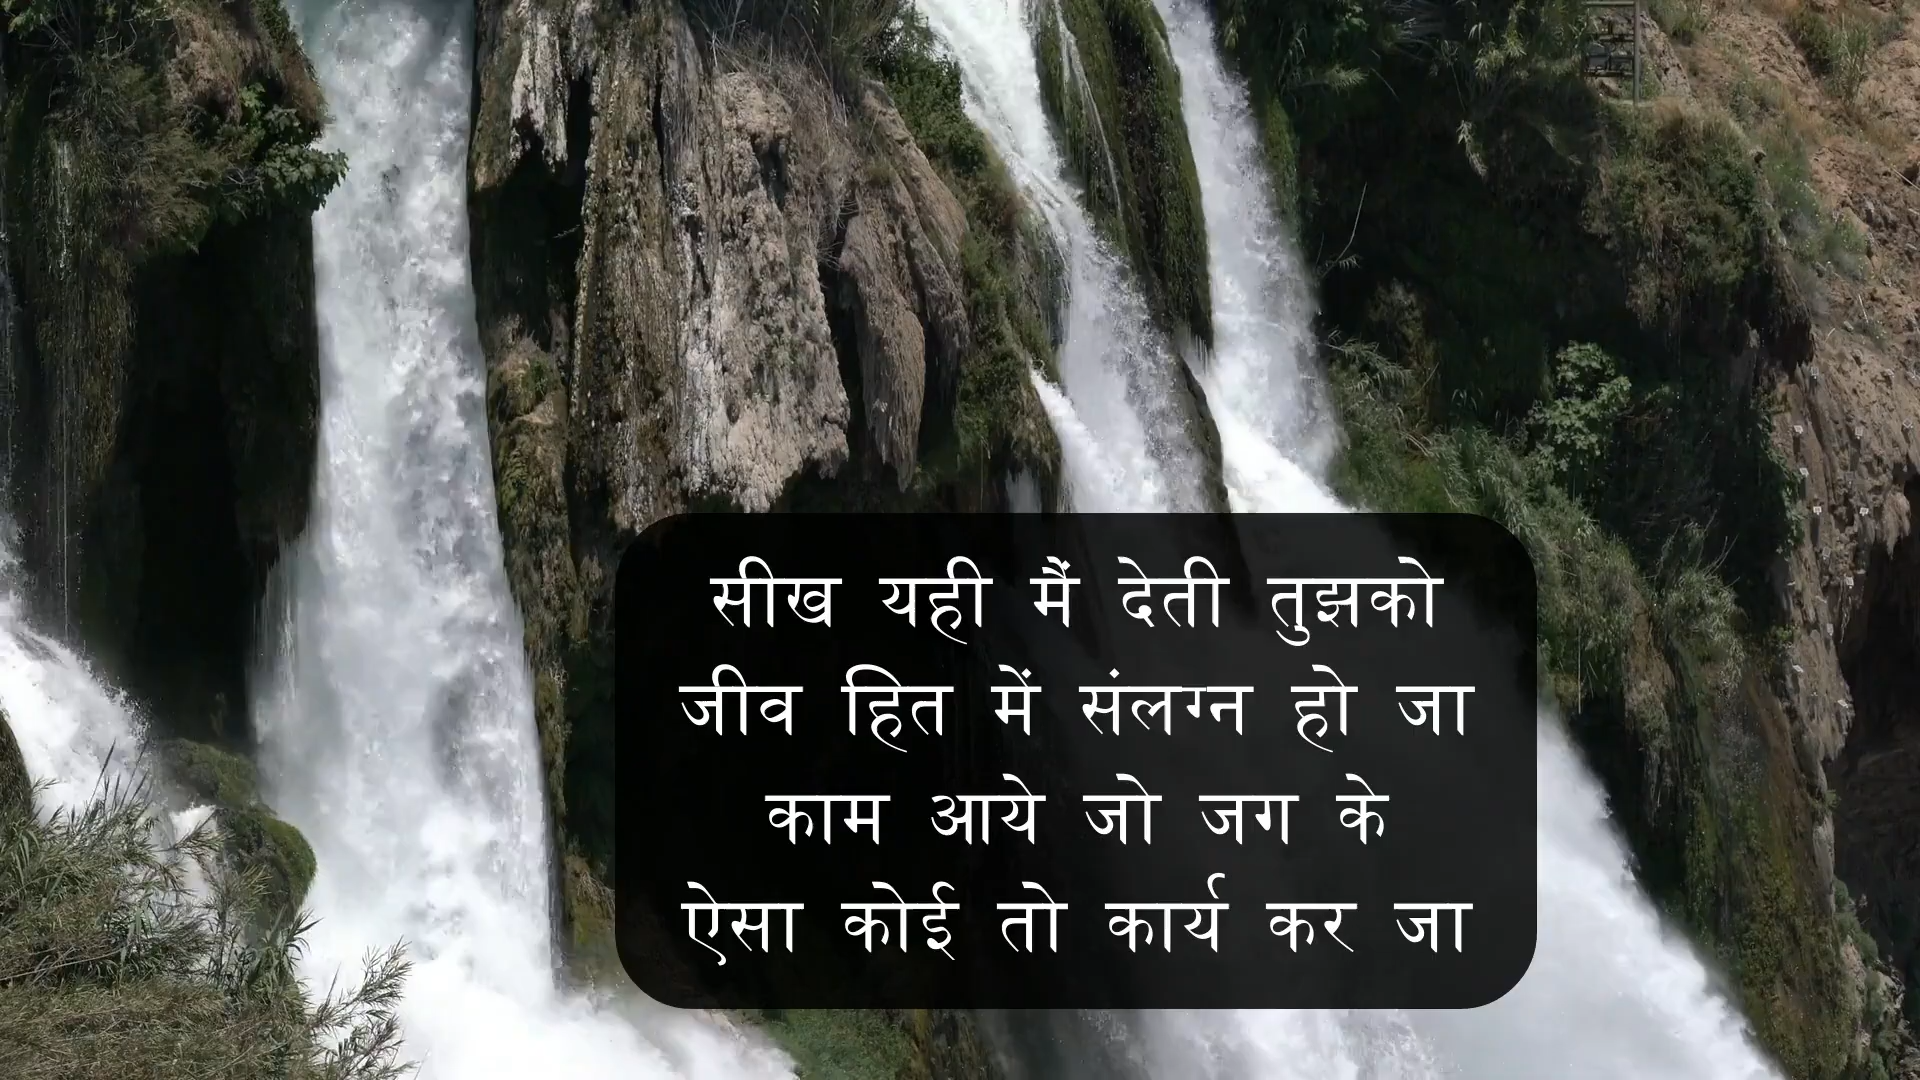 सीख यही मैं देती तुझको
जीव हित में संलग्न हो जा
काम आये जो जग के
ऐसा कोई तो कार्य कर जा